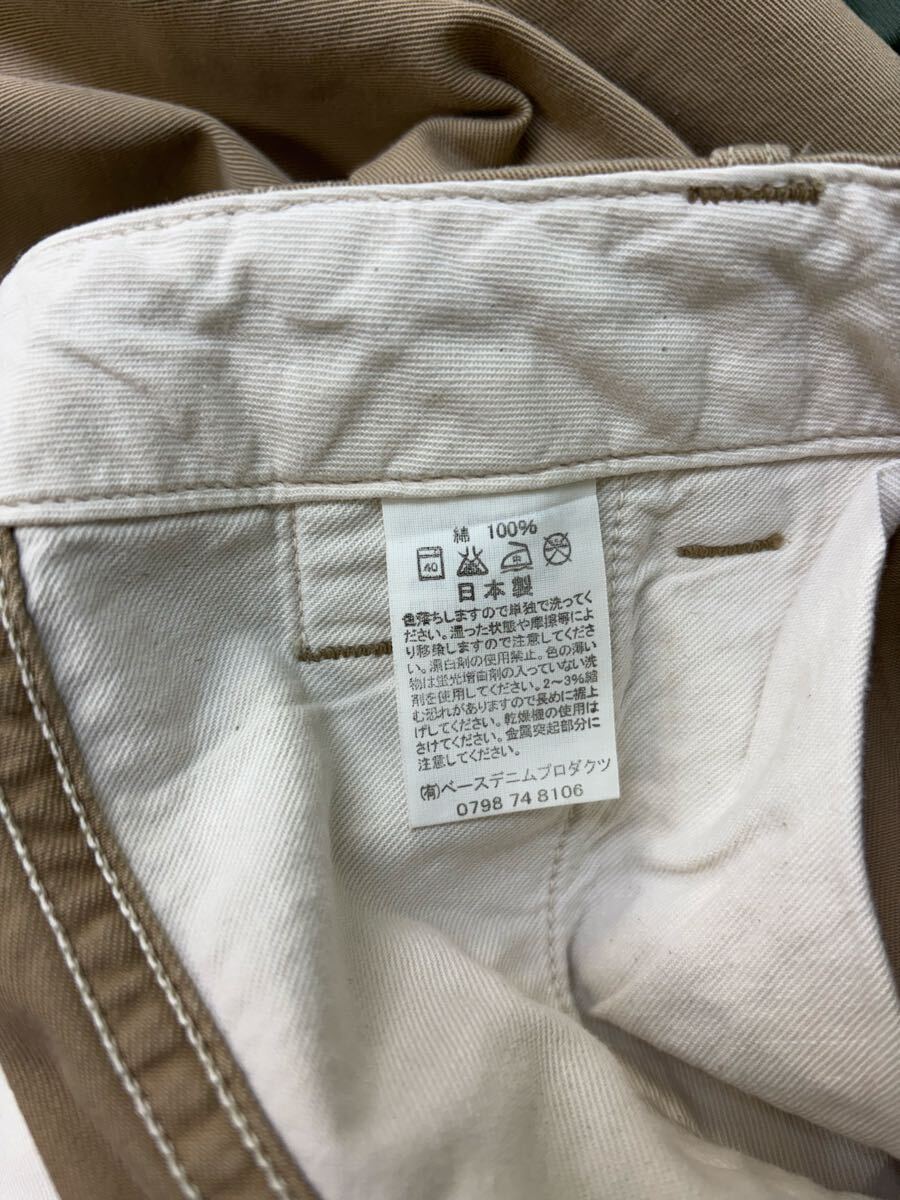 綿 100%
40 中
日本製
色落ちしますので単独で洗ってく
ださい。湿った状態や摩擦等によ
り移染しますので注意してくださ
い。漂白剤の使用禁止。色の薄い
物は蛍光増白剤の入っていない洗
剤を使用してください。2～3%縮
む恐れがありますので長めに裾上
げしてください。乾燥機の使用は
さけてください。金属突起部分に
注意してください。
(有)ベースデニムプロダクツ
0798 74 8106